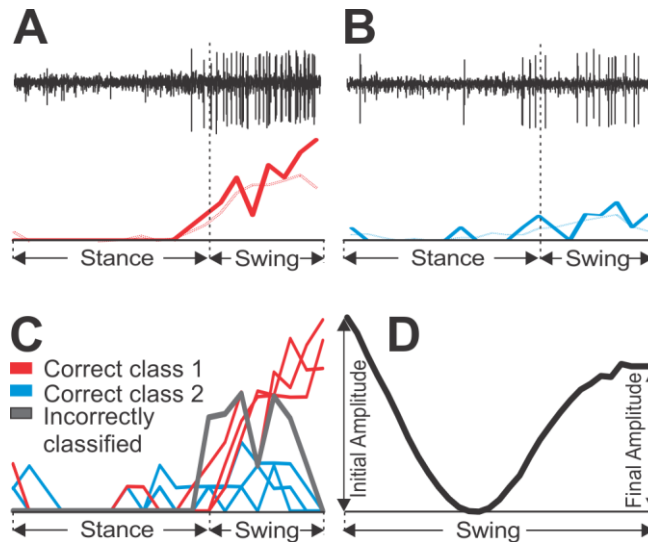 A
B
Stance Swing
Stance Swing
C
D
Correct class 1
Correct class 2
Incorrectly
classified
Initial Amplitude
Final Amplitude
Stance Swing
Swing